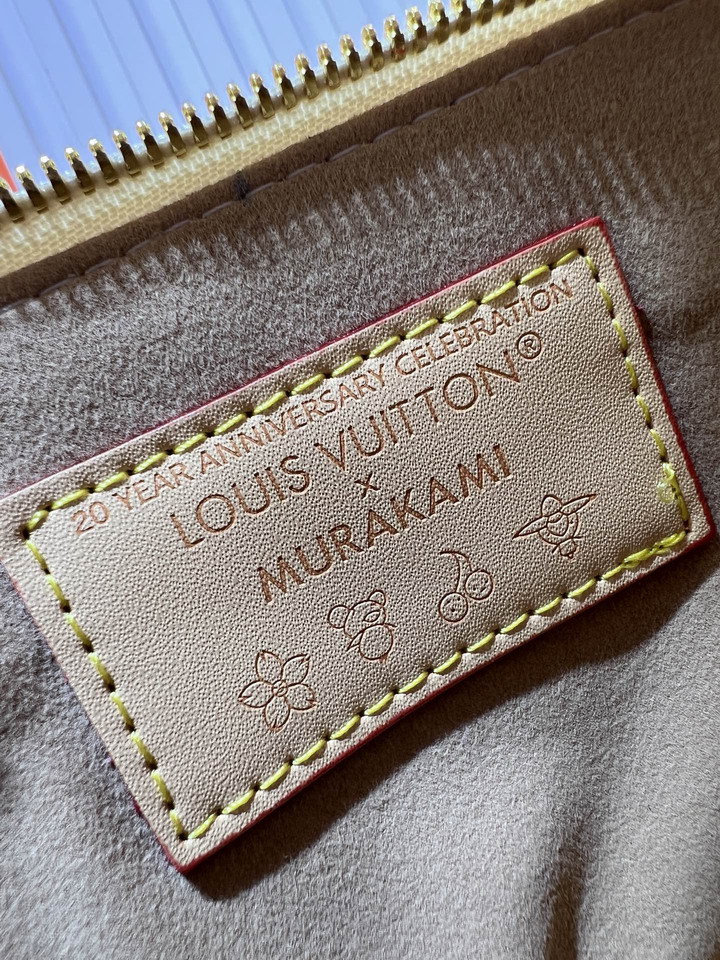 20 YEAR ANNIVERSARY CELEBRATION
LOUIS VUITTON®
×
MURAKAMI